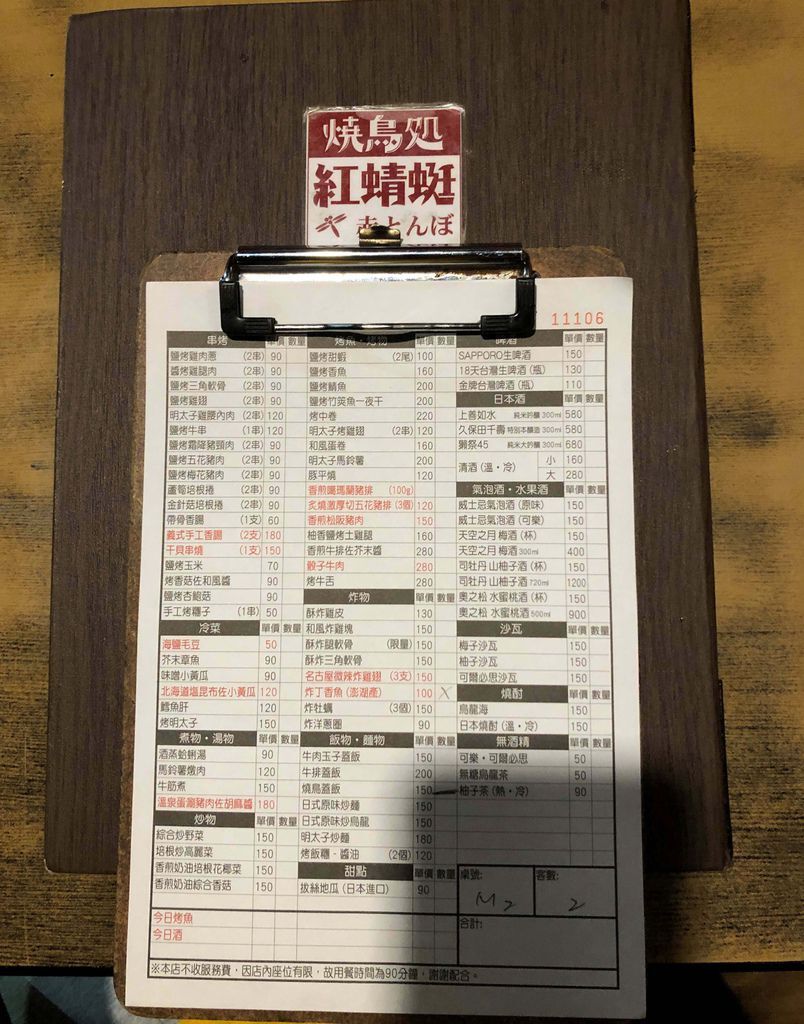 燒鳥処
紅蜻蜓
赤とんぼ
11106
串烤 單價 數量
鹽烤雞肉蔥 (2串) 90
醬烤雞腿肉 (2串) 90
鹽烤三角軟骨 (2串) 90
鹽烤雞翅 (2串) 90
明太子雞腰內肉 (2串) 120
鹽烤牛串 (1串) 120
鹽烤霜降豬頸肉 (2串) 90
鹽烤五花豬肉 (2串) 90
鹽烤梅花豬肉 (2串) 90
蘆筍培根捲 (2串) 90
金針菇培根捲 (2串) 90
帶骨香腸 (1支) 60
義式手工香腸 (2支) 180
干貝串燒 (1支) 150
鹽烤玉米 70
烤香菇佐和風醬 90
鹽烤杏鮑菇 90
手工烤麵子 (1串) 50
冷菜 單價 數量
海鹽毛豆 50
芥末章魚 90
味噌小黃瓜 90
北海道塩昆布佐小黃瓜 120
鱈魚肝 120
烤明太子 150
煮物・湯物 單價 數量
酒蒸蛤蜊湯 90
馬鈴薯燉肉 120
牛筋煮 150
溫泉蛋涮豬肉佐胡麻醬 180
炒物 單價 數量
綜合炒野菜 150
培根炒高麗菜 150
香煎奶油培根花椰菜 150
香煎奶油綜合香菇 150
今日烤魚
今日酒
烤魚・烤物 單價 數量
鹽烤甜蝦 (2尾) 100
鹽烤香魚 160
鹽烤鯖魚 200
鹽烤竹筴魚一夜干 200
烤中卷 220
明太子烤雞翅 (2串) 120
和風蛋卷 160
明太子馬鈴薯 200
豚平燒 120
香煎噶瑪蘭豬排 (100g)
炙燒激厚切五花豬排 (3個) 120
香煎松阪豬肉 150
柚香鹽烤土雞腿 160
香煎牛排佐芥末醬 280
骰子牛肉 280
烤牛舌 280
炸物 單價 數量
酥炸雞皮 130
和風炸雞塊 150
酥炸腿軟骨 (限量) 150
酥炸三角軟骨 150
名古屋微辣炸雞翅 (3支) 150
炸丁香魚 (澎湖產) 100 X
炸牡蠣 (3個) 150
炸洋蔥圈 90
飯物・麵物 單價 數量
牛肉玉子蓋飯 150
牛排蓋飯 200
燒鳥蓋飯 150
日式原味炒麵 150
日式原味炒烏龍 150
明太子炒麵 180
烤飯糰-醬油 (2個) 120
甜點 單價 數量
拔絲地瓜 (日本進口) 90
啤酒 單價 數量
SAPPORO生啤酒 150
18天台灣生啤酒 (瓶) 130
金牌台灣啤酒 (瓶) 110
日本酒 單價 數量
上善如水 純米吟釀 300ml 580
久保田千壽 特別本釀造 300ml 580
獺祭45 純米大吟釀 300ml 680
清酒 (溫・冷) 小 160
大 280
氣泡酒・水果酒 單價 數量
威士忌氣泡酒 (原味) 150
威士忌氣泡酒 (可樂) 150
天空之月 梅酒 (杯) 150
天空之月 梅酒 300ml 400
司牡丹 山柚子酒 (杯) 150
司牡丹 山柚子酒 720ml 1200
奧之松 水蜜桃酒 (杯) 150
奧之松 水蜜桃酒 500ml 900
沙瓦 單價 數量
梅子沙瓦 150
柚子沙瓦 150
可爾必思沙瓦 150
燒酎 單價 數量
烏龍海 150
日本燒酎 (溫・冷) 150
無酒精 單價 數量
可樂・可爾必思 50
無糖烏龍茶 50
柚子茶 (熱・冷) 90
桌號: M2
客數: 2
合計:
※本店不收服務費，因店內座位有限，故用餐時間為90分鐘，謝謝配合。